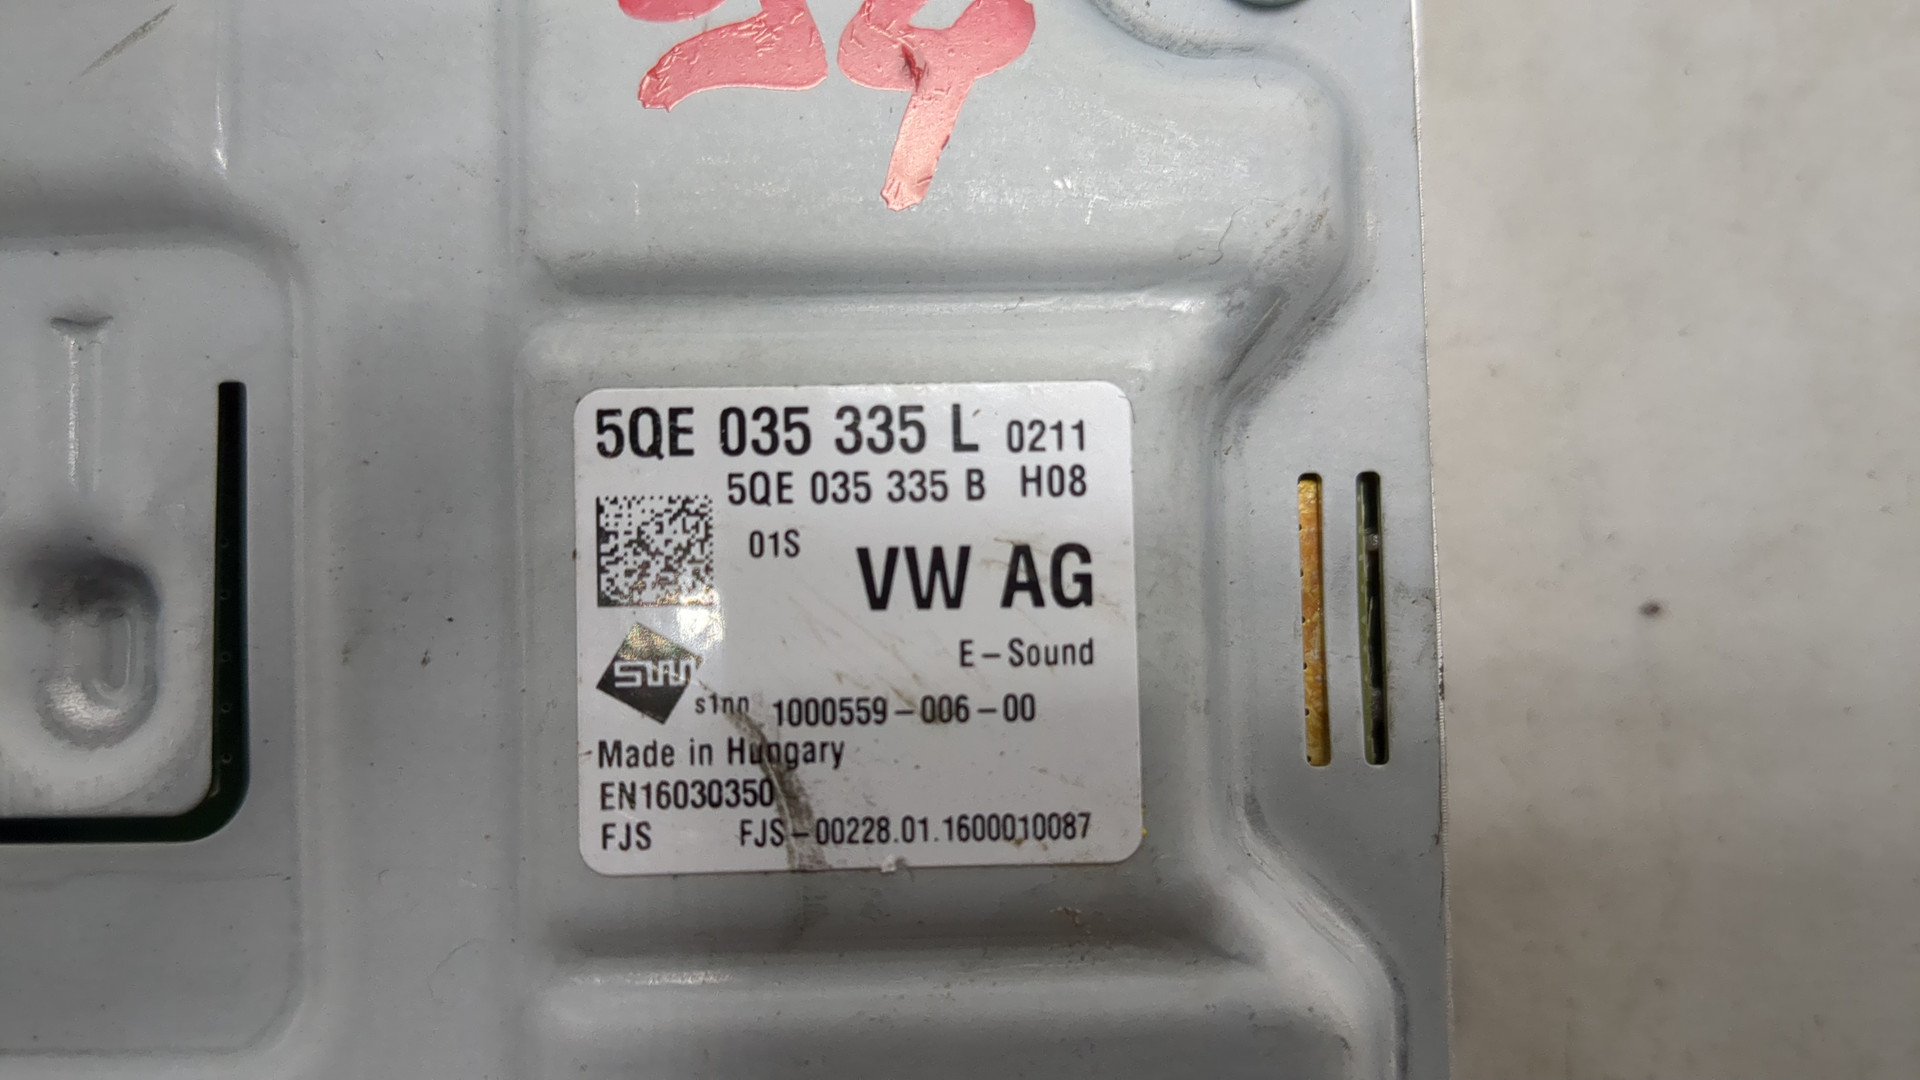 94
5QE 035 335 L 0211
5QE 035 335 B H08
01S
VW AG
E-Sound
s1nn 1000559-006-00
Made in Hungary
EN16030350
FJS FJS-00228.01.1600010087